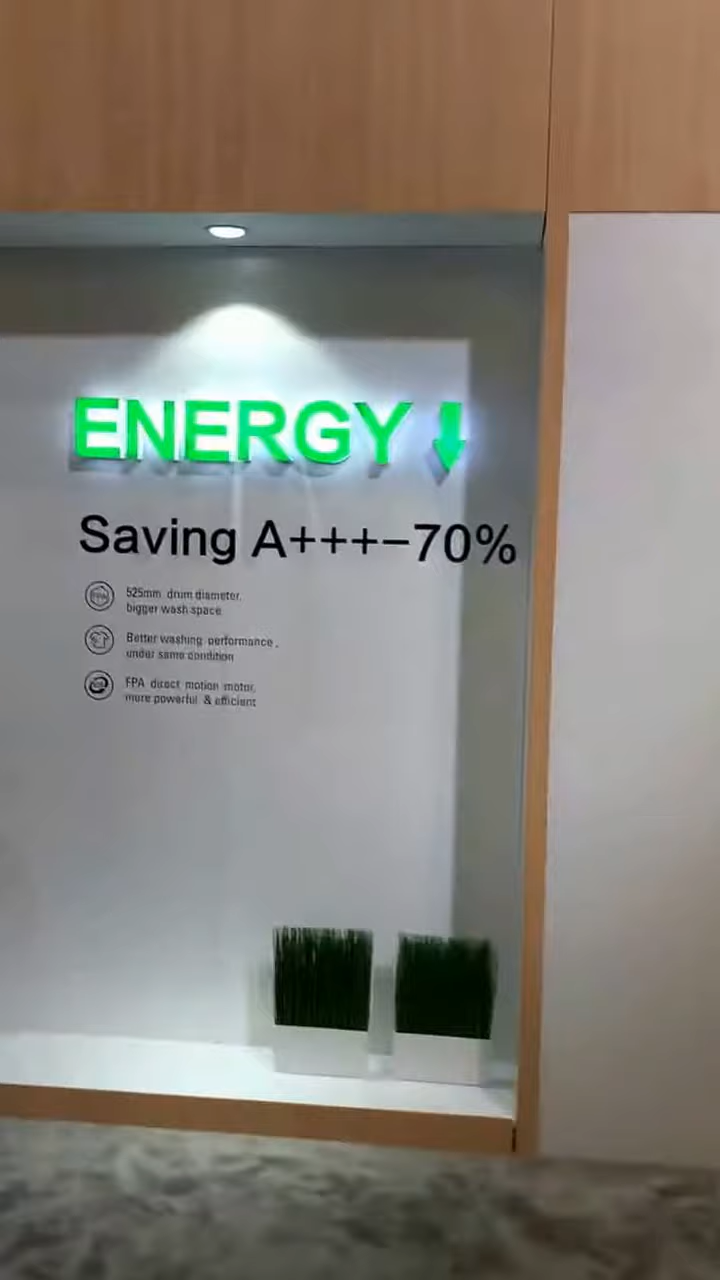 ENERGY
Saving A+++-70%
FPA
525mm drum diameter,
bigger wash space
Better washing performance,
under same condition
FPA direct motion motor,
more powerful & efficient